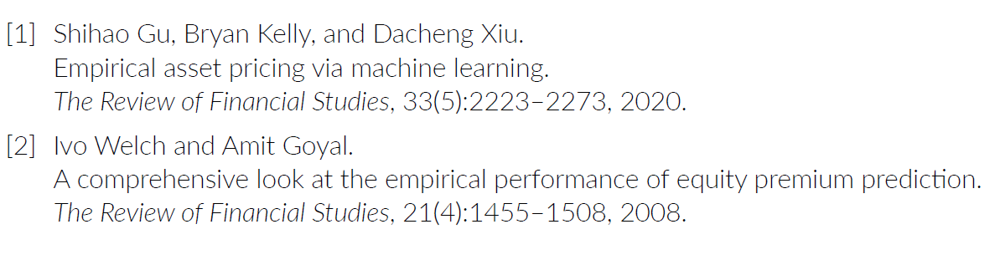 [1] Shihao Gu, Bryan Kelly, and Dacheng Xiu.
Empirical asset pricing via machine learning.
The Review of Financial Studies, 33(5):2223–2273, 2020.
[2] Ivo Welch and Amit Goyal.
A comprehensive look at the empirical performance of equity premium prediction.
The Review of Financial Studies, 21(4):1455–1508, 2008.